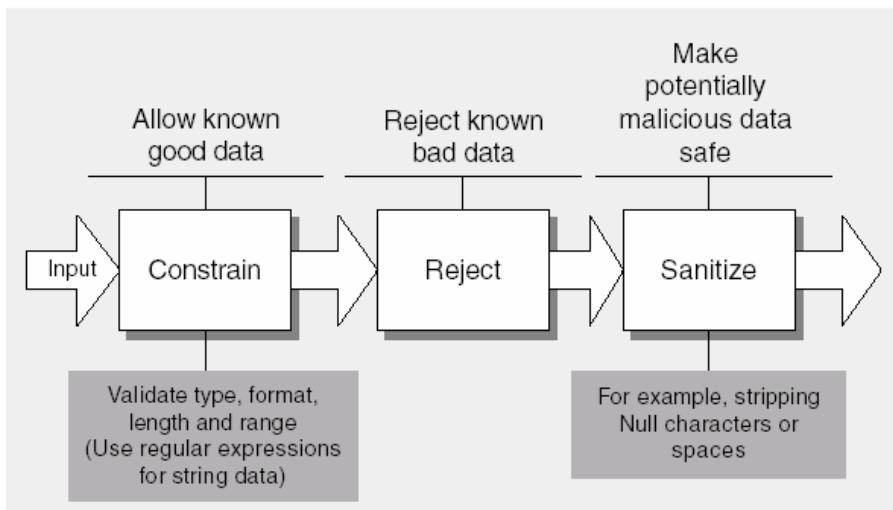 Allow known
good data
Reject known
bad data
Make
potentially
malicious data
safe
Input
Constrain
Reject
Sanitize
Validate type, format,
length and range
(Use regular expressions
for string data)
For example, stripping
Null characters or
spaces